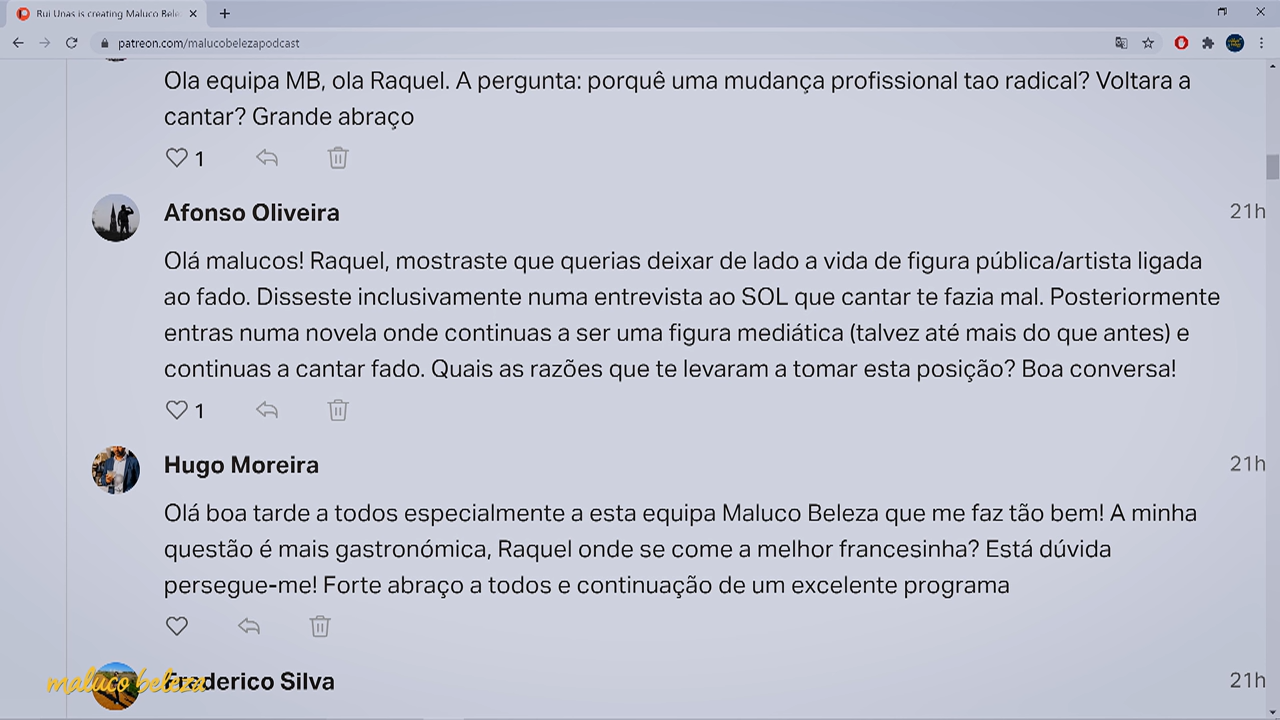 Rui Unas is creating Maluco Bele
patreon.com/malucobelezapodcast
Ola equipa MB, ola Raquel. A pergunta: porquê uma mudança profissional tao radical? Voltara a
cantar? Grande abraço
1
Afonso Oliveira
21h
Olá malucos! Raquel, mostraste que querias deixar de lado a vida de figura pública/artista ligada
ao fado. Disseste inclusivamente numa entrevista ao SOL que cantar te fazia mal. Posteriormente
entras numa novela onde continuas a ser uma figura mediática (talvez até mais do que antes) e
continuas a cantar fado. Quais as razões que te levaram a tomar esta posição? Boa conversa!
1
Hugo Moreira
21h
Olá boa tarde a todos especialmente a esta equipa Maluco Beleza que me faz tão bem! A minha
questão é mais gastronómica, Raquel onde se come a melhor francesinha? Está dúvida
persegue-me! Forte abraço a todos e continuação de um excelente programa
maluco beleza
Frederico Silva
21h